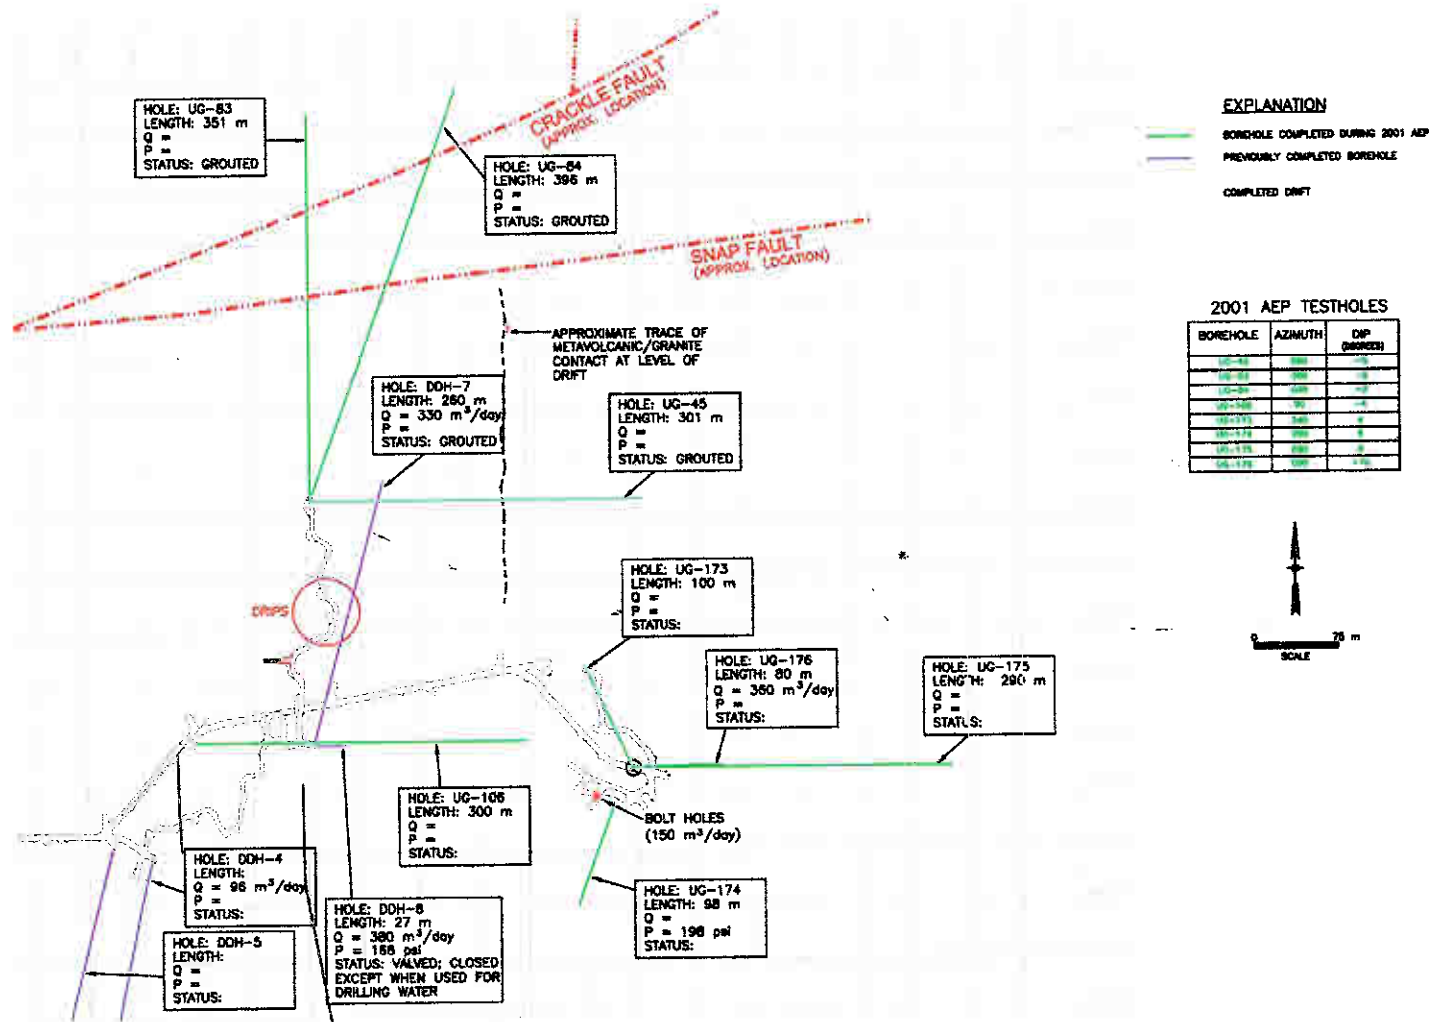 CRACKLE FAULT
(APPROX. LOCATION)
HOLE: UG-83
LENGTH: 351 m
Q =
P =
STATUS: GROUTED
HOLE: UG-84
LENGTH: 396 m
Q =
P =
STATUS: GROUTED
EXPLANATION
BOREHOLE COMPLETED DURING 2001 AEP
PREVIOUSLY COMPLETED BOREHOLE
COMPLETED DRIFT
SNAP FAULT
(APPROX. LOCATION)
2001 AEP TESTHOLES
BOREHOLE AZIMUTH DIP
(DEGREES)
APPROXIMATE TRACE OF
METAVOLCANIC/GRANITE
CONTACT AT LEVEL OF
DRIFT
HOLE: DDH-7
LENGTH: 260 m
Q = 330 m³/day
P =
STATUS: GROUTED
HOLE: UG-45
LENGTH: 301 m
Q =
P =
STATUS: GROUTED
DRIPS
HOLE: UG-173
LENGTH: 100 m
Q =
P =
STATUS:
0 75 m
SCALE
HOLE: UG-176
LENGTH: 80 m
Q = 360 m³/day
P =
STATUS:
HOLE: UG-175
LENGTH: 290 m
Q =
P =
STATUS:
HOLE: UG-106
LENGTH: 300 m
Q =
P =
STATUS:
BOLT HOLES
(150 m³/day)
HOLE: DDH-4
LENGTH:
Q = 96 m³/day
P =
STATUS:
HOLE: UG-174
LENGTH: 98 m
Q =
P = 198 psi
STATUS:
HOLE: DDH-8
LENGTH: 27 m
Q = 380 m³/day
P = 166 psi
STATUS: VALVED; CLOSED
EXCEPT WHEN USED FOR
DRILLING WATER
HOLE: DDH-5
LENGTH:
Q =
P =
STATUS: